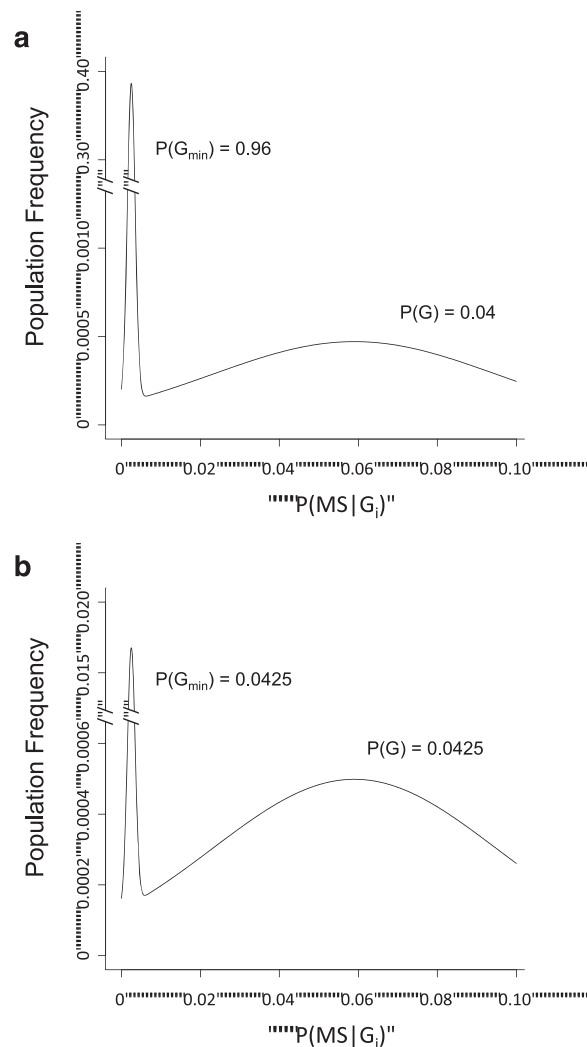 a
Population Frequency
0.40
0.30
0.0010
0.0005
0
P(Gmin) = 0.96
P(G) = 0.04
0 0.02 0.04 0.06 0.08 0.10
"P(MS|Gi)"
b
Population Frequency
0.020
0.015
0.0006
0.0004
0.0002
0
P(Gmin) = 0.0425
P(G) = 0.0425
0 0.02 0.04 0.06 0.08 0.10
"P(MS|Gi)"